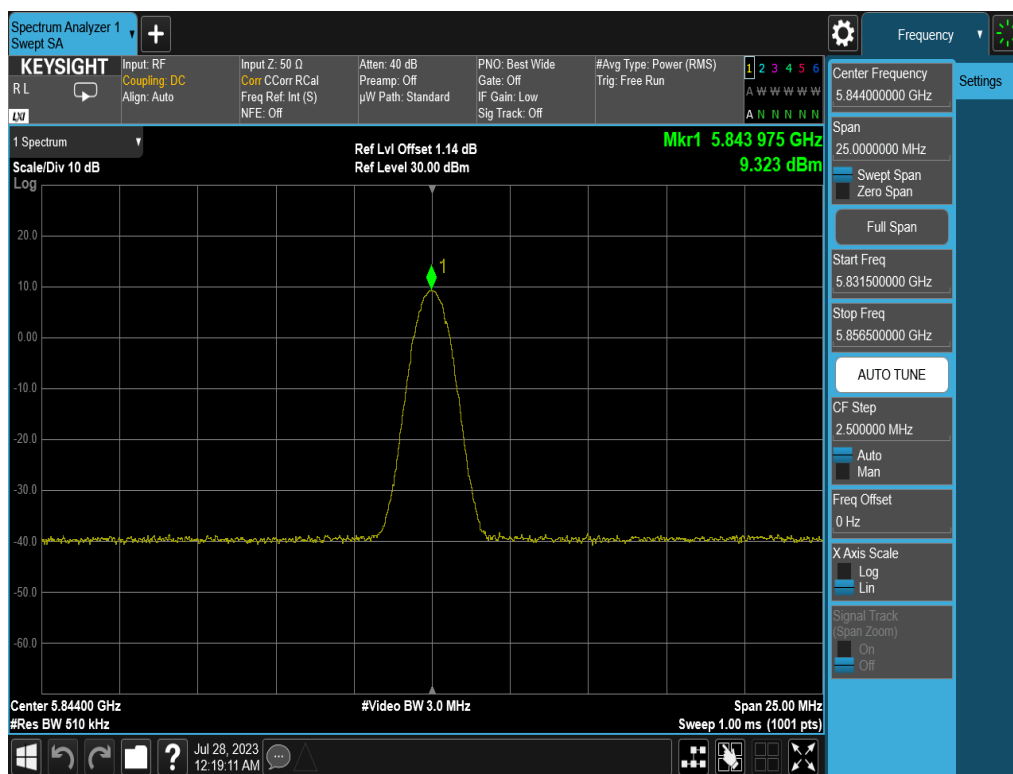 Spectrum Analyzer 1
Swept SA
+
Frequency
KEYSIGHT
R L
LXI
Input: RF
Coupling: DC
Align: Auto
Input Z: 50 Ω
Corr CCorr RCal
Freq Ref: Int (S)
NFE: Off
Atten: 40 dB
Preamp: Off
µW Path: Standard
PNO: Best Wide
Gate: Off
IF Gain: Low
Sig Track: Off
#Avg Type: Power (RMS)
Trig: Free Run
1 2 3 4 5 6
A W W W W W
A N N N N N
1 Spectrum
Scale/Div 10 dB
Log
Ref Lvl Offset 1.14 dB
Ref Level 30.00 dBm
Mkr1 5.843 975 GHz
9.323 dBm
1
20.0
10.0
0.00
-10.0
-20.0
-30.0
-40.0
-50.0
-60.0
Center 5.84400 GHz
#Res BW 510 kHz
#Video BW 3.0 MHz
Span 25.00 MHz
Sweep 1.00 ms (1001 pts)
Center Frequency
5.844000000 GHz
Settings
Span
25.0000000 MHz
Swept Span
Zero Span
Full Span
Start Freq
5.831500000 GHz
Stop Freq
5.856500000 GHz
AUTO TUNE
CF Step
2.500000 MHz
Auto
Man
Freq Offset
0 Hz
X Axis Scale
Log
Lin
Signal Track
(Span Zoom)
On
Off
?
Jul 28, 2023
12:19:11 AM